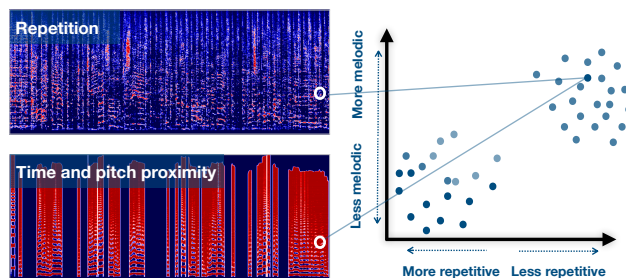 Repetition
Time and pitch proximity
More melodic
Less melodic
More repetitive
Less repetitive